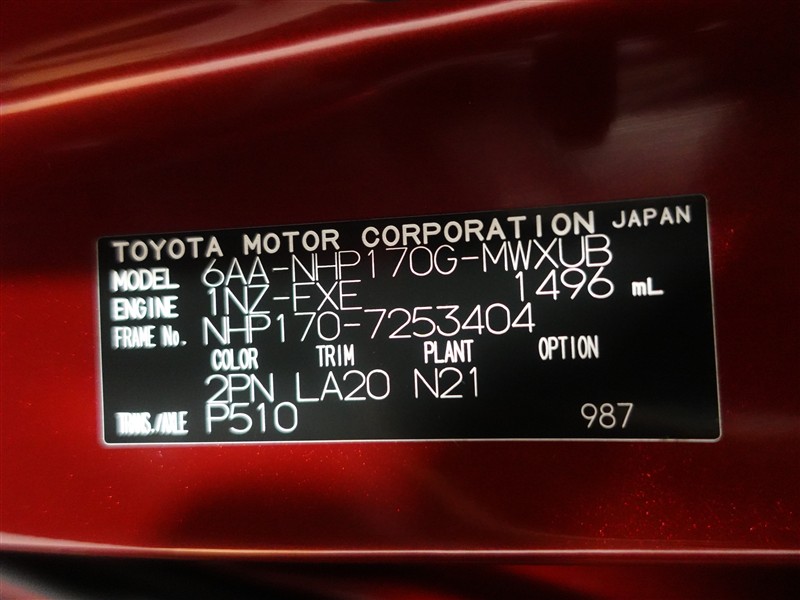 TOYOTA MOTOR CORPORATION JAPAN
MODEL 6AA-NHP170G-MWXUB
ENGINE 1NZ-FXE 1496 mL
FRAME No. NHP170-7253404
COLOR TRIM PLANT OPTION
2PN LA20 N21
TRANS./AXLE P510 987